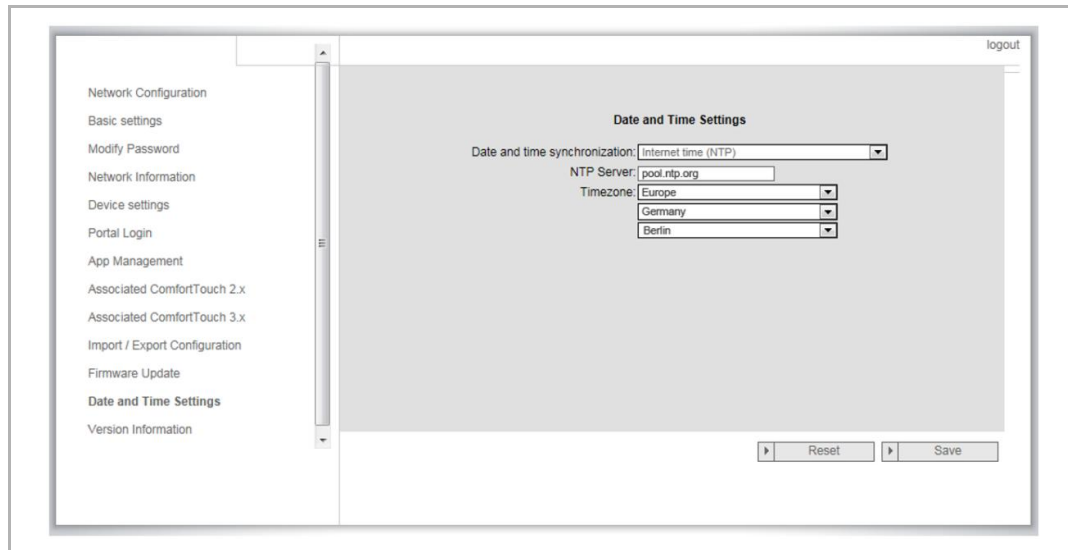 logout
Network Configuration
Basic settings
Modify Password
Network Information
Device settings
Portal Login
App Management
Associated ComfortTouch 2.x
Associated ComfortTouch 3.x
Import / Export Configuration
Firmware Update
Date and Time Settings
Version Information
Date and Time Settings
Date and time synchronization: Internet time (NTP)
NTP Server: pool.ntp.org
Timezone: Europe
Germany
Berlin
Reset Save